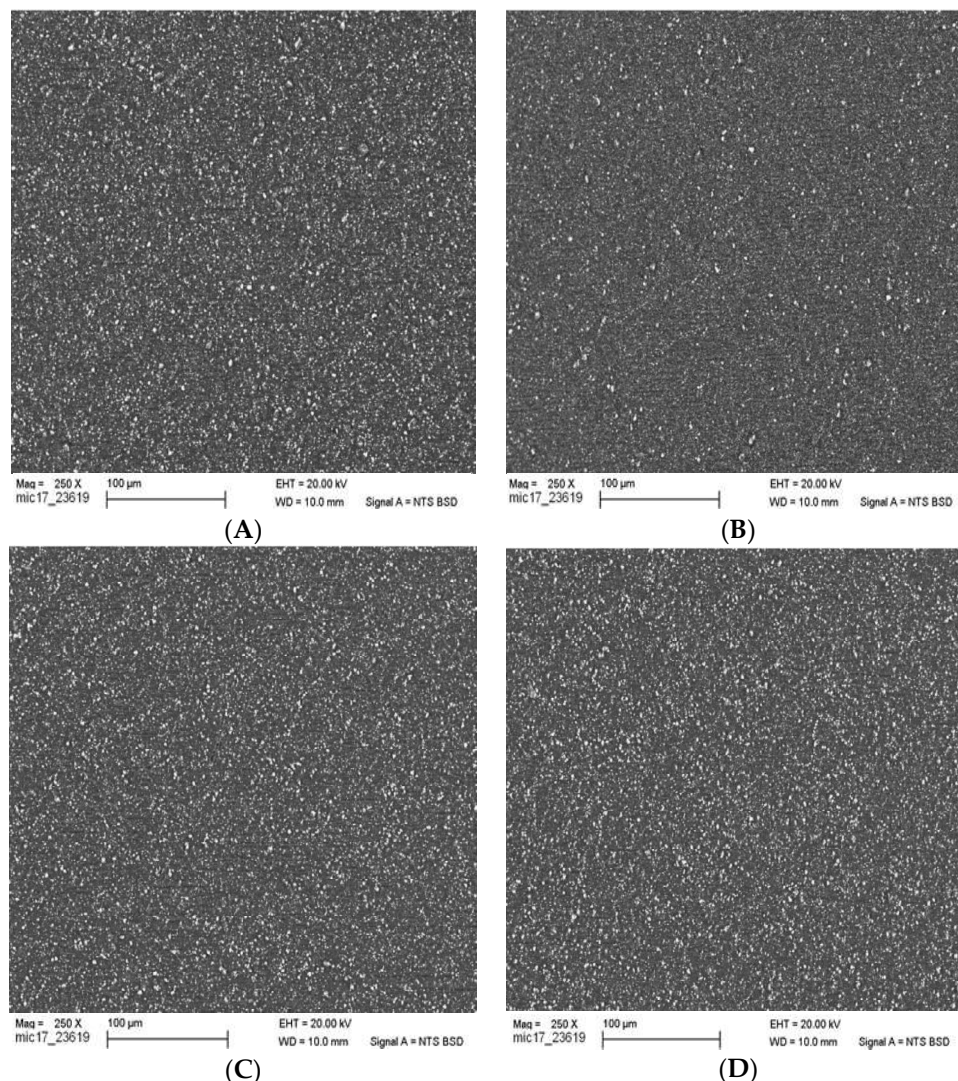 Mag = 250 X 100 µm EHT = 20.00 kV
mic17_23619 WD = 10.0 mm Signal A = NTS BSD
(A)
Mag = 250 X 100 µm EHT = 20.00 kV
mic17_23619 WD = 10.0 mm Signal A = NTS BSD
(B)
Mag = 250 X 100 µm EHT = 20.00 kV
mic17_23619 WD = 10.0 mm Signal A = NTS BSD
(C)
Mag = 250 X 100 µm EHT = 20.00 kV
mic17_23619 WD = 10.0 mm Signal A = NTS BSD
(D)